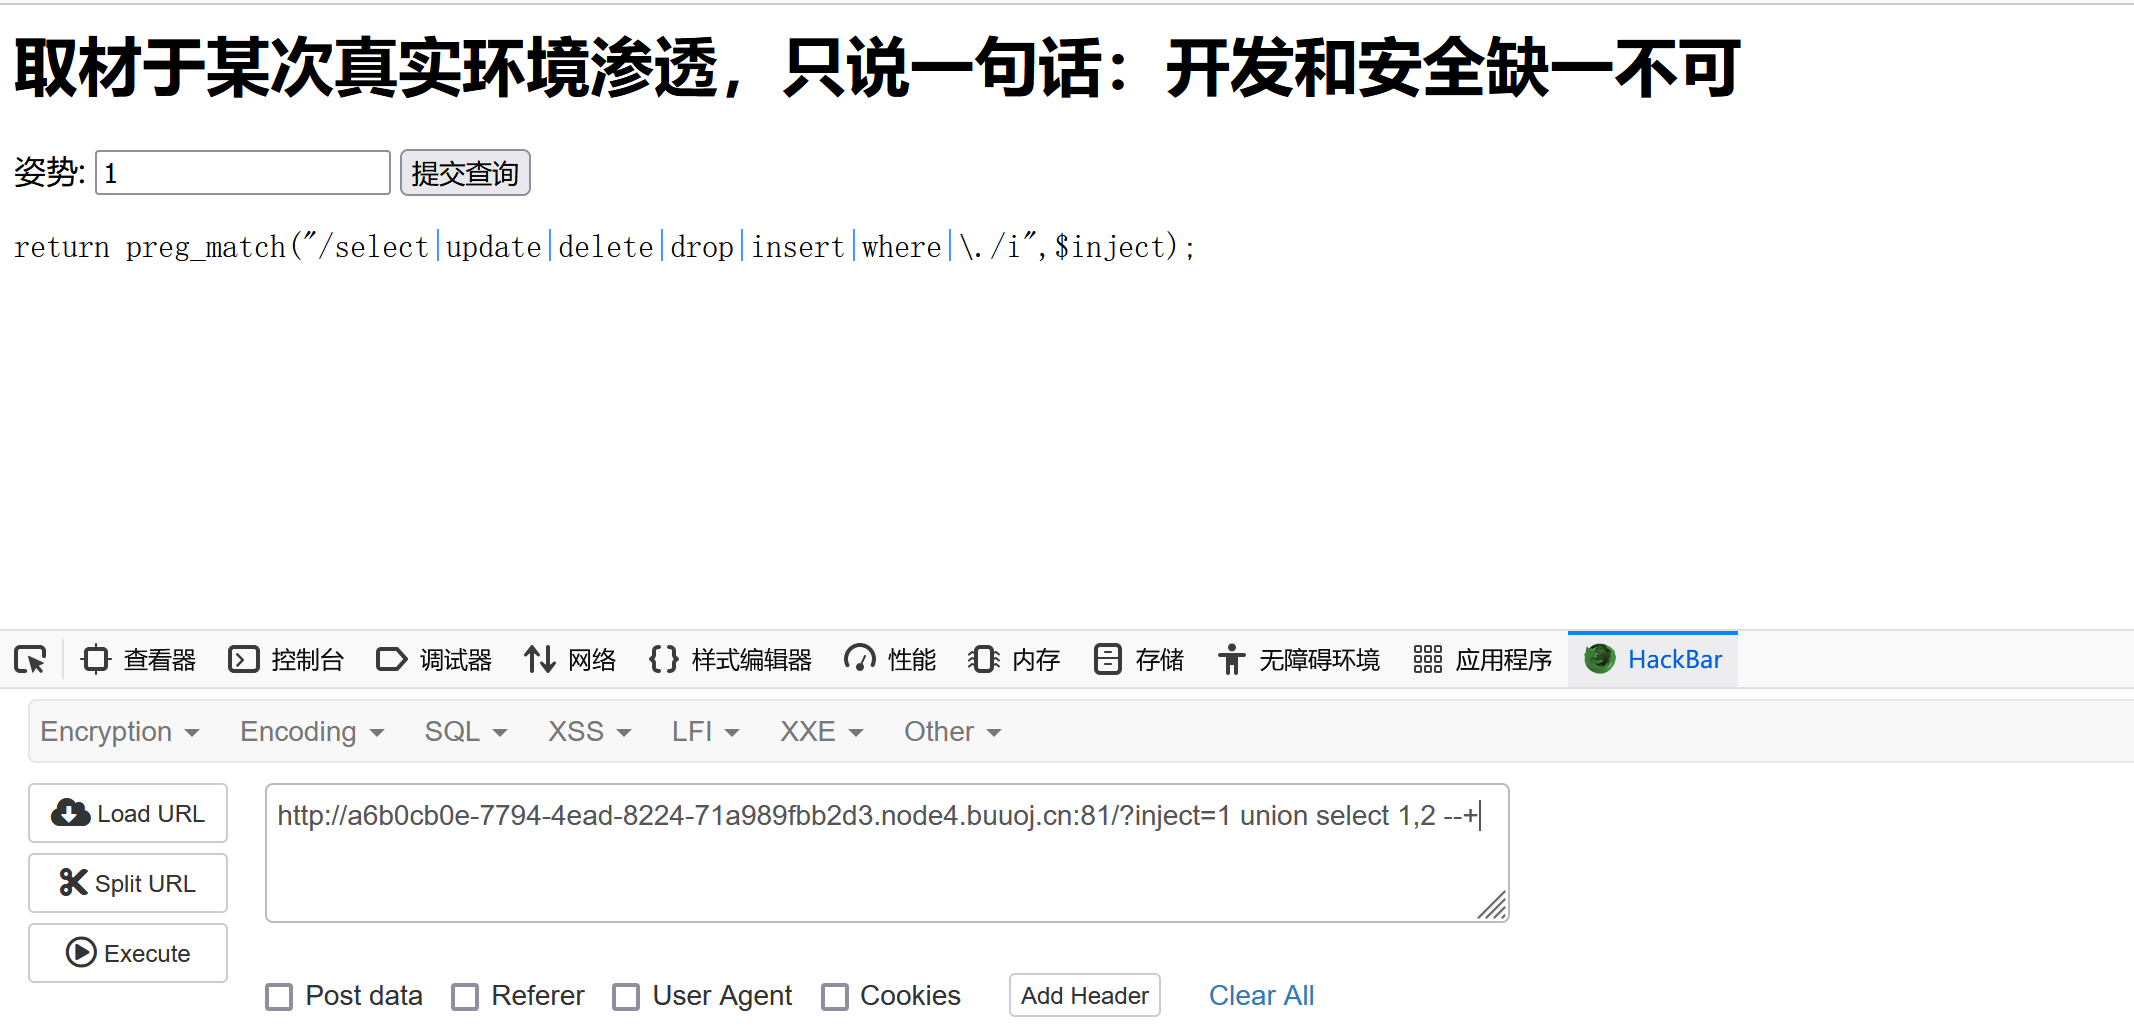 取材于某次真实环境渗透，只说一句话：开发和安全缺一不可
姿势: 1 提交查询
return preg_match("/select|update|delete|drop|insert|where|\./i",$inject);
查看器 控制台 调试器 网络 样式编辑器 性能 内存 存储 无障碍环境 应用程序 HackBar
Encryption Encoding SQL XSS LFI XXE Other
Load URL http://a6b0cb0e-7794-4ead-8224-71a989fbb2d3.node4.buuoj.cn:81/?inject=1 union select 1,2 --+
Split URL
Execute
Post data Referer User Agent Cookies Add Header Clear All